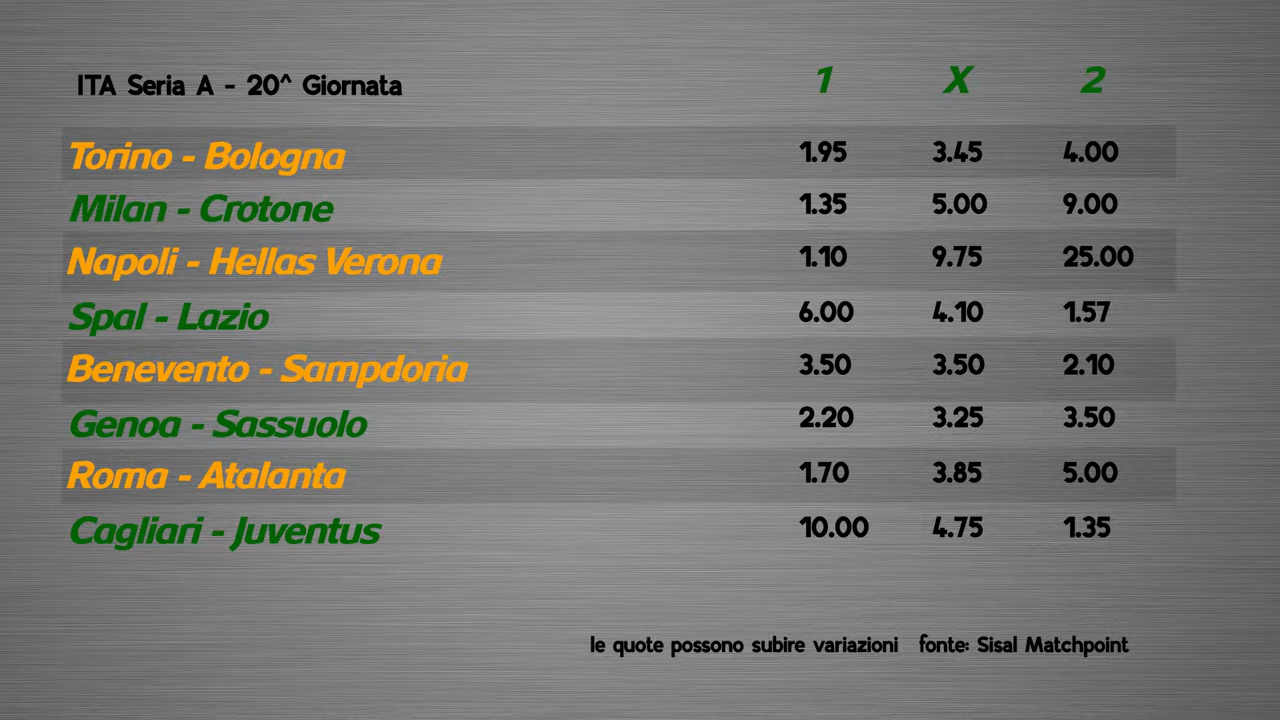 ITA Seria A - 20^ Giornata 1 X 2
Torino - Bologna 1.95 3.45 4.00
Milan - Crotone 1.35 5.00 9.00
Napoli - Hellas Verona 1.10 9.75 25.00
Spal - Lazio 6.00 4.10 1.57
Benevento - Sampdoria 3.50 3.50 2.10
Genoa - Sassuolo 2.20 3.25 3.50
Roma - Atalanta 1.70 3.85 5.00
Cagliari - Juventus 10.00 4.75 1.35
le quote possono subire variazioni fonte: Sisal Matchpoint